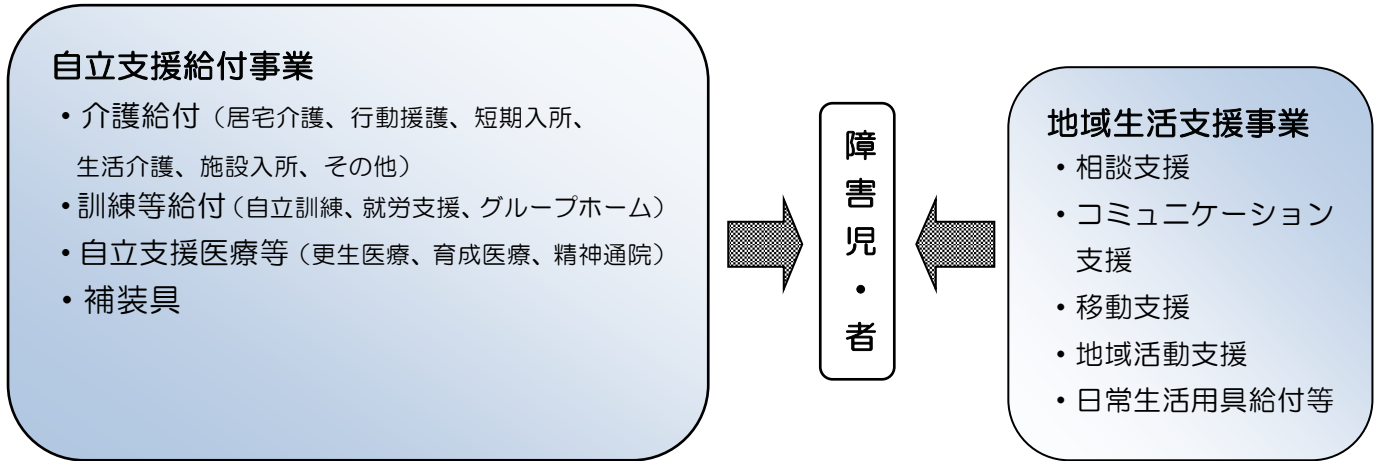 自立支援給付事業
・介護給付（居宅介護、行動援護、短期入所、
生活介護、施設入所、その他）
・訓練等給付（自立訓練、就労支援、グループホーム）
・自立支援医療等（更生医療、育成医療、精神通院）
・補装具
障
害
児
・
者
地域生活支援事業
・相談支援
・コミュニケーション
支援
・移動支援
・地域活動支援
・日常生活用具給付等